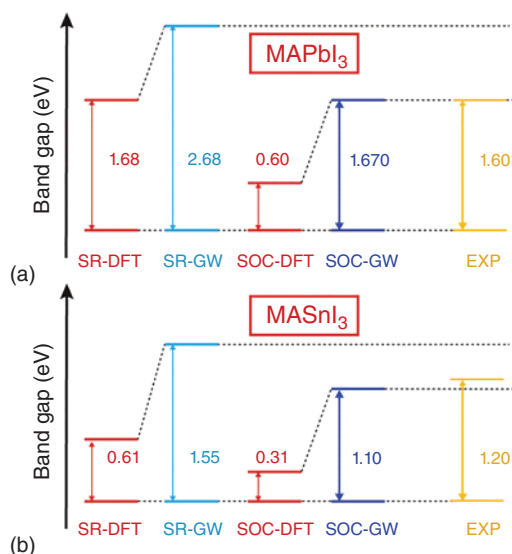 MAPbI₃
Band gap (eV)
1.68 2.68 0.60 1.670 1.60
SR-DFT SR-GW SOC-DFT SOC-GW EXP
(a)
MASnI₃
Band gap (eV)
0.61 1.55 0.31 1.10 1.20
SR-DFT SR-GW SOC-DFT SOC-GW EXP
(b)